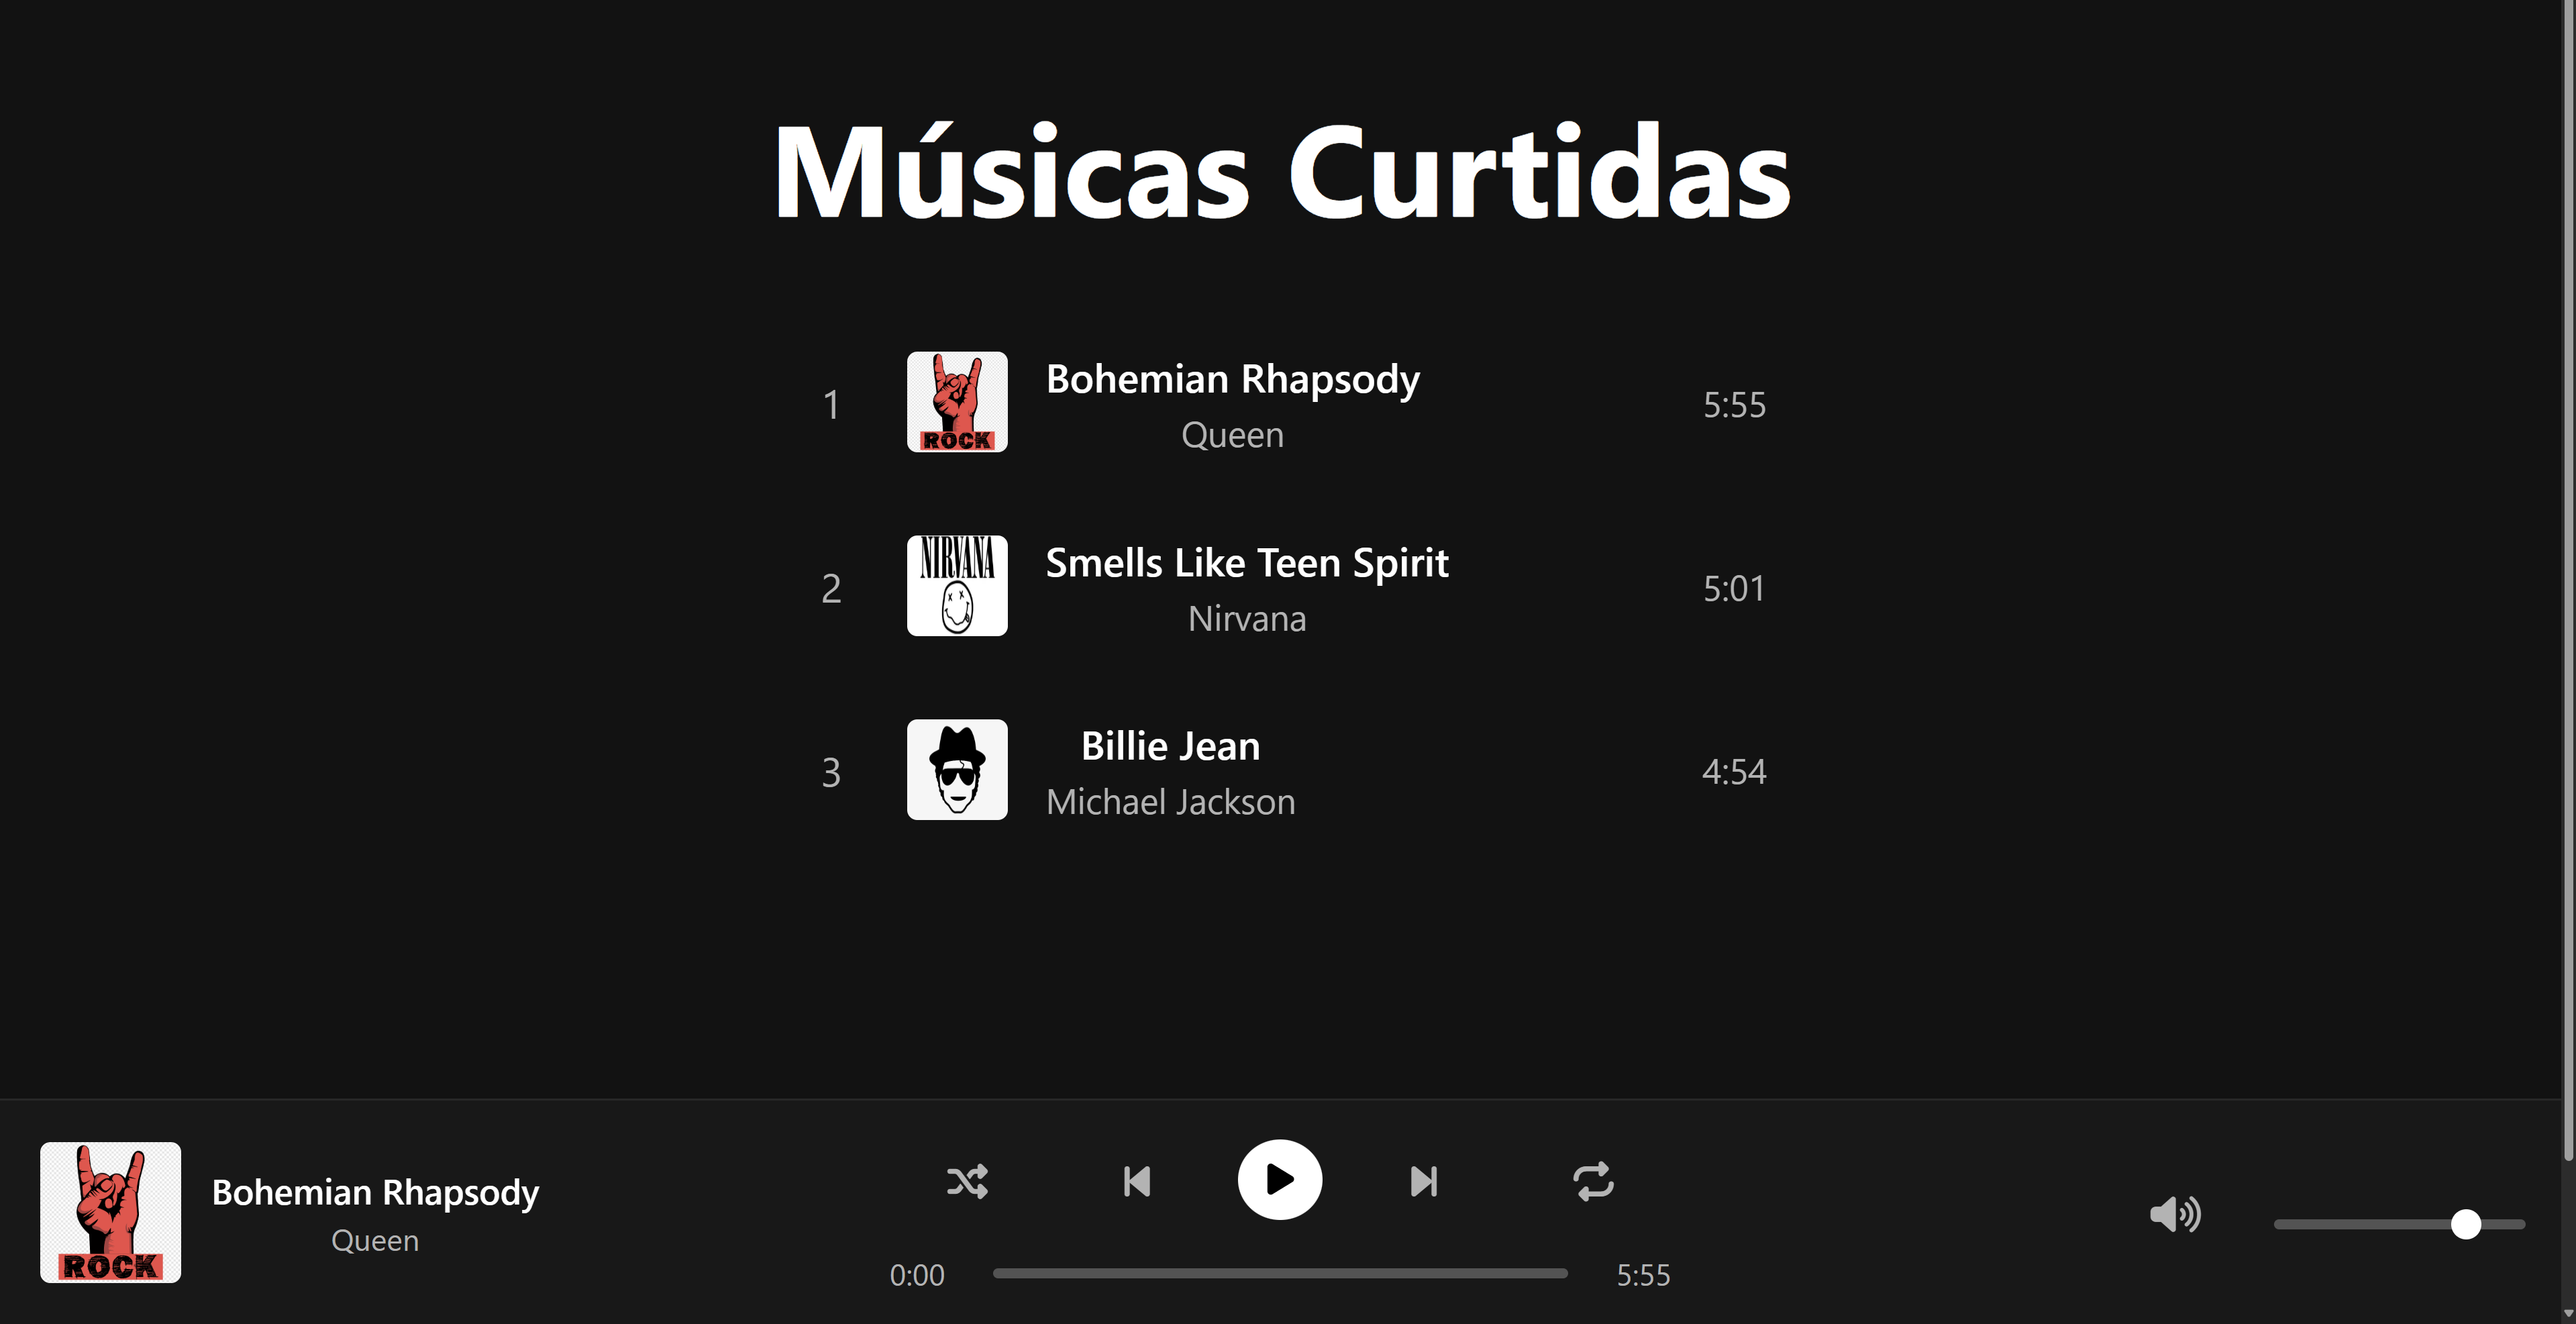 Músicas Curtidas
1
ROCK
Bohemian Rhapsody
Queen
5:55
2
NIRVANA
Smells Like Teen Spirit
Nirvana
5:01
3
Billie Jean
Michael Jackson
4:54
ROCK
Bohemian Rhapsody
Queen
0:00
5:55